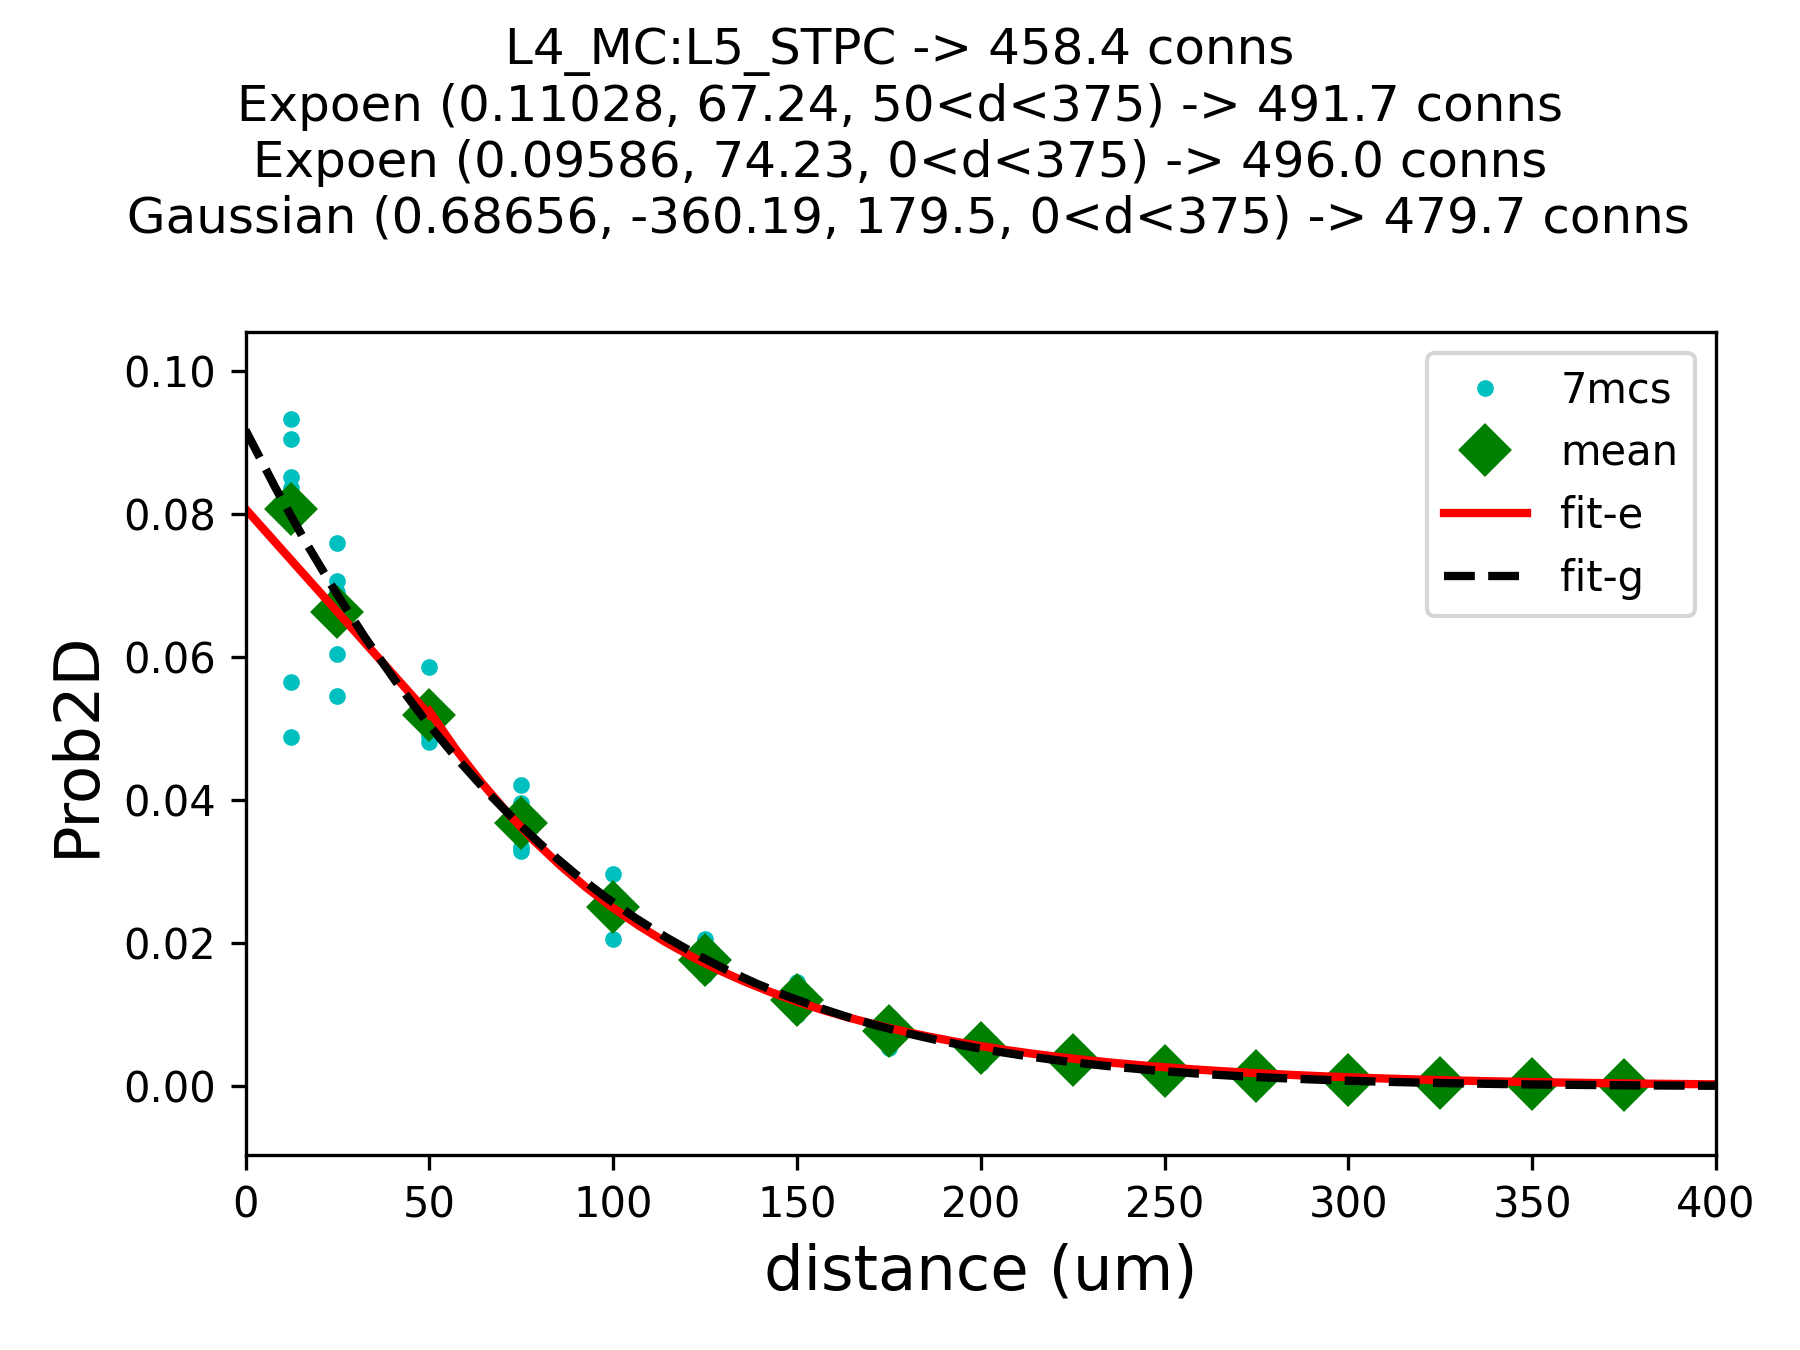 L4_MC:L5_STPC -> 458.4 conns
Expoen (0.11028, 67.24, 50<d<375) -> 491.7 conns
Expoen (0.09586, 74.23, 0<d<375) -> 496.0 conns
Gaussian (0.68656, -360.19, 179.5, 0<d<375) -> 479.7 conns
7mcs
mean
fit-e
fit-g
Prob2D
0.10
0.08
0.06
0.04
0.02
0.00
0 50 100 150 200 250 300 350 400
distance (um)